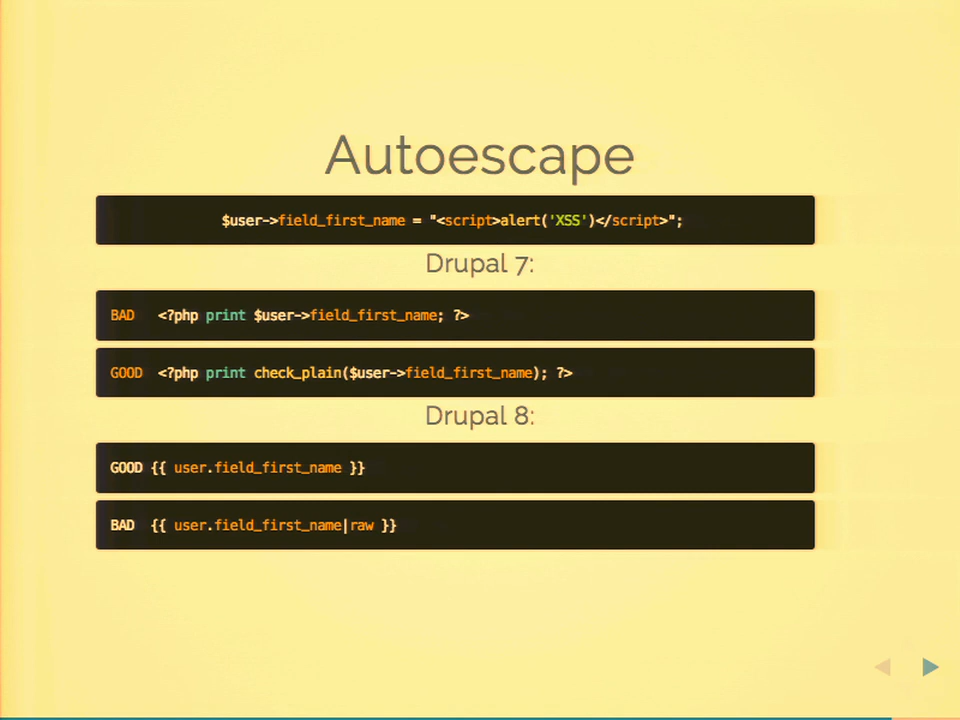 Autoescape
$user->field_first_name = "<script>alert('XSS')</script>";
Drupal 7:
BAD <?php print $user->field_first_name; ?>
GOOD <?php print check_plain($user->field_first_name); ?>
Drupal 8:
GOOD {{ user.field_first_name }}
BAD {{ user.field_first_name|raw }}